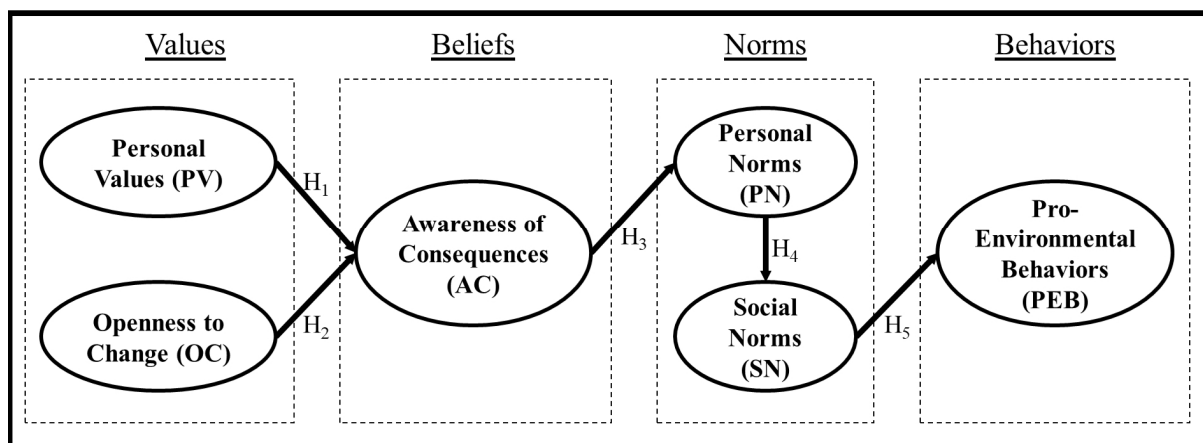 Values
Beliefs
Norms
Behaviors
Personal
Values (PV)
Openness to
Change (OC)
H₁
H₂
Awareness of
Consequences
(AC)
H₃
Personal
Norms
(PN)
H₄
Social
Norms
(SN)
H₅
Pro-
Environmental
Behaviors
(PEB)